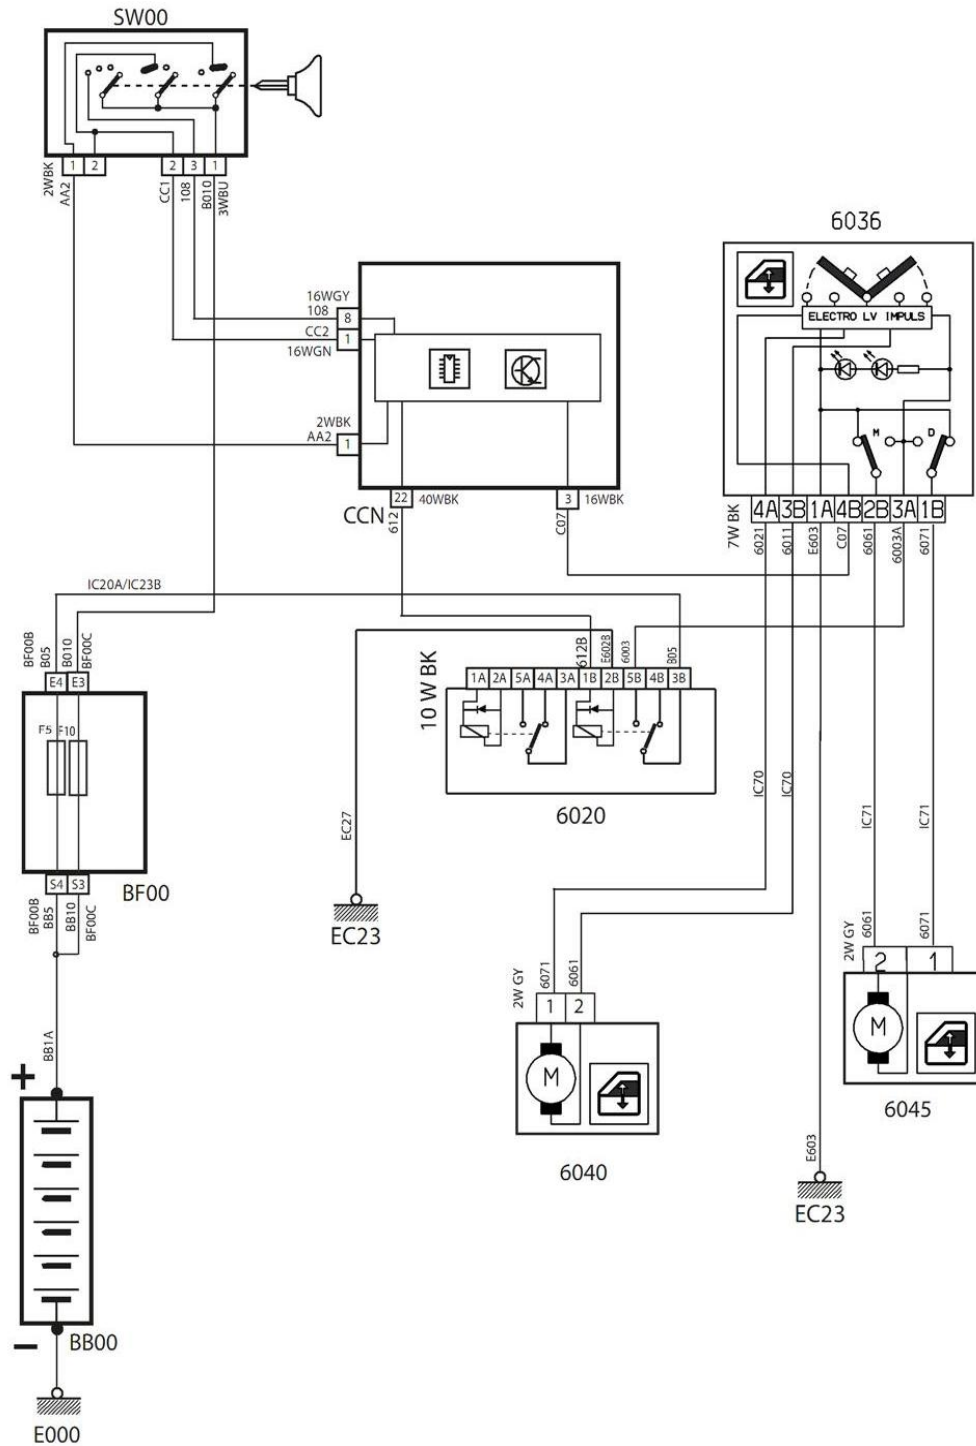 SW00
1 2 2 3 1
2WBK
AA2
CC1
108
B010
3WBU
6036
ELECTRO LV IMPULS
M D
4A 3B 1A 4B 2B 3A 1B
7W BK
6021
6011
E603
C07
6061
6003A
6071
16WGY
108
8
CC2
1
16WGN
2WBK
AA2
1
22
40WBK
3
16WBK
CCN
612
C07
IC20A/IC23B
BF00B
B05
B010
BF00C
E4 E3
F5 F10
S4 S3
BF00
BF00B
BB5
BB10
BF00C
10 W BK
612B
E602B
6003
B05
1A 2A 5A 4A 3A 1B 2B 5B 4B 3B
6020
EC27
EC23
IC70
IC70
IC71
IC71
2W GY
6071
6061
1 2
M
6040
2W GY
6061
6071
2 1
M
6045
E603
EC23
BB1A
+
−
BB00
E000